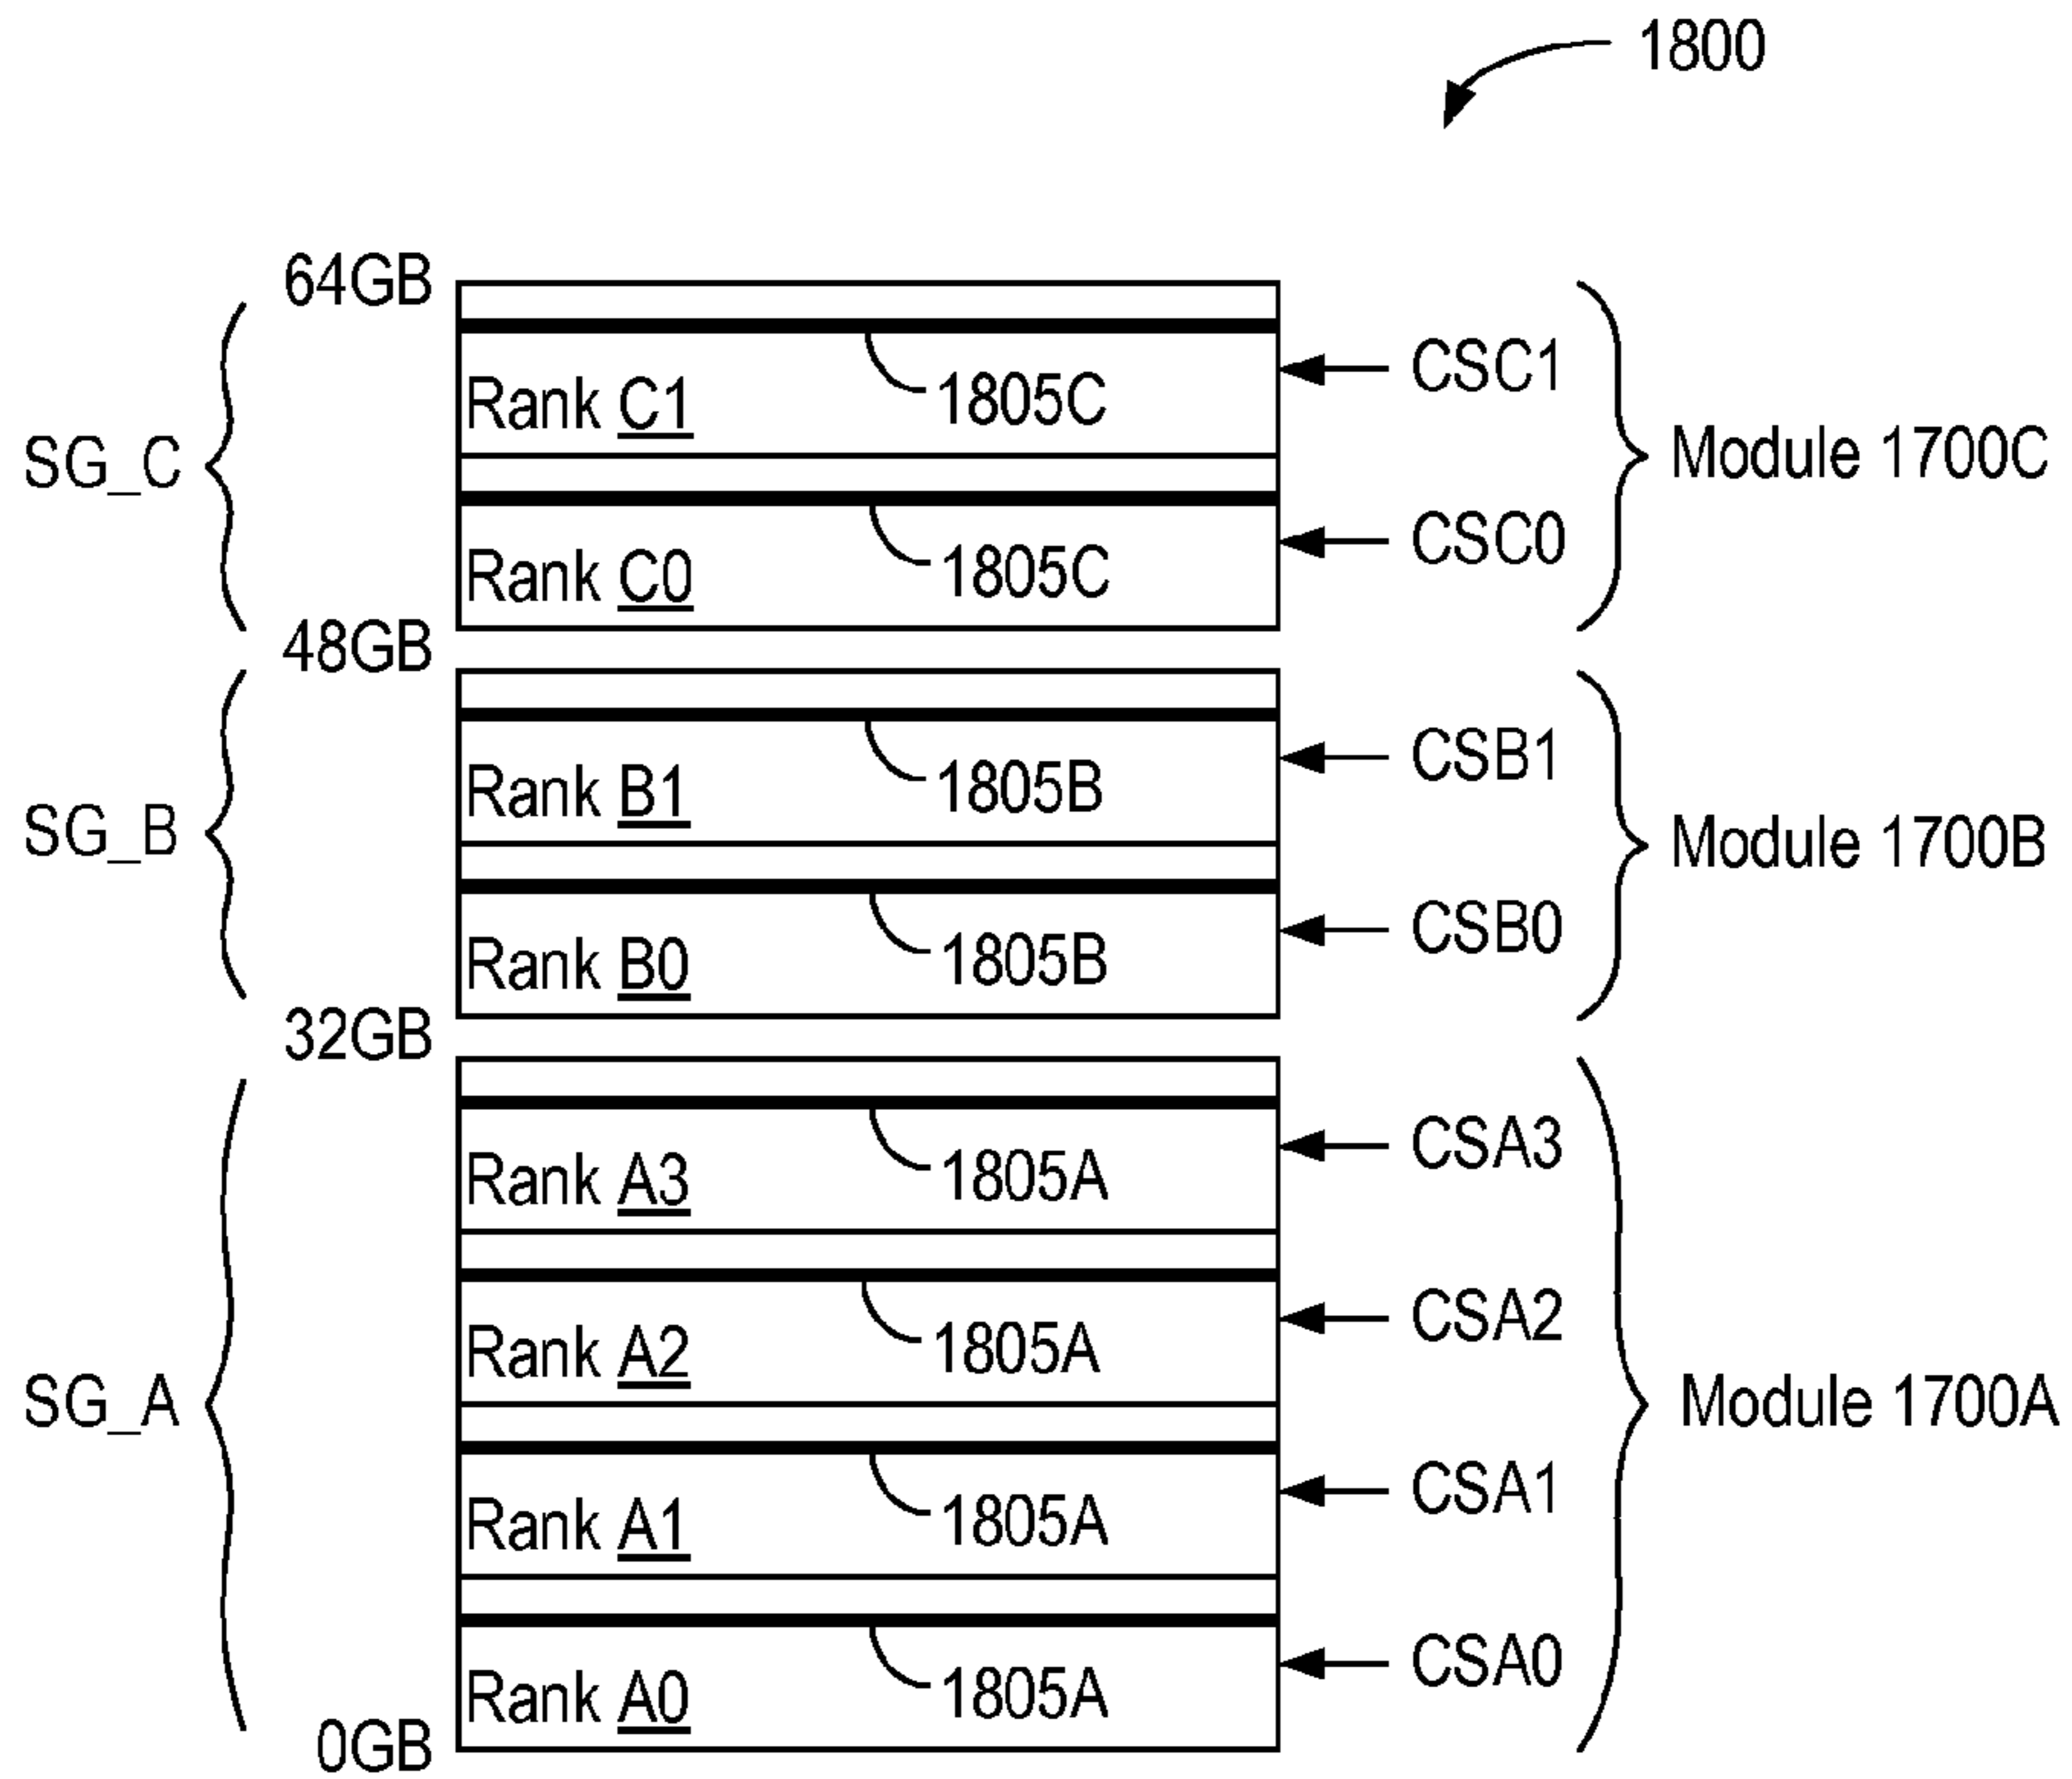 1800
64GB
Rank C1
1805C
CSC1
SG_C
Module 1700C
Rank C0
1805C
CSC0
48GB
Rank B1
1805B
CSB1
SG_B
Module 1700B
Rank B0
1805B
CSB0
32GB
Rank A3
1805A
CSA3
Rank A2
1805A
CSA2
SG_A
Module 1700A
Rank A1
1805A
CSA1
Rank A0
1805A
CSA0
0GB